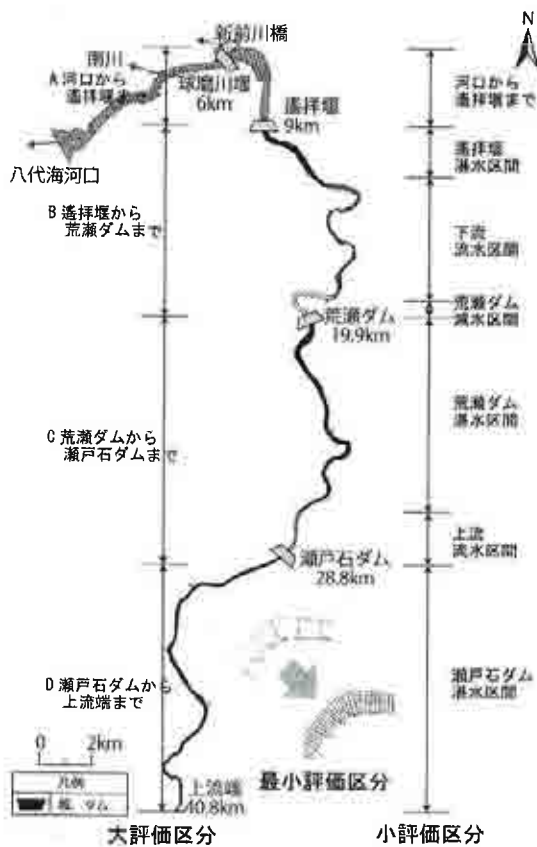 N
新前川橋
南川
球磨川堰
6km
A 河口から
遙拝堰まで
遙拝堰
9km
八代海河口
B 遙拝堰から
荒瀬ダムまで
荒瀬ダム
19.9km
C 荒瀬ダムから
瀬戸石ダムまで
瀬戸石ダム
28.8km
D 瀬戸石ダムから
上流端まで
上流端
40.8km
0 2km
凡例
堰、ダム
最小評価区分
大評価区分
河口から
遙拝堰まで
遙拝堰
湛水区間
下流
流水区間
荒瀬ダム
減水区間
荒瀬ダム
湛水区間
上流
流水区間
瀬戸石ダム
湛水区間
小評価区分